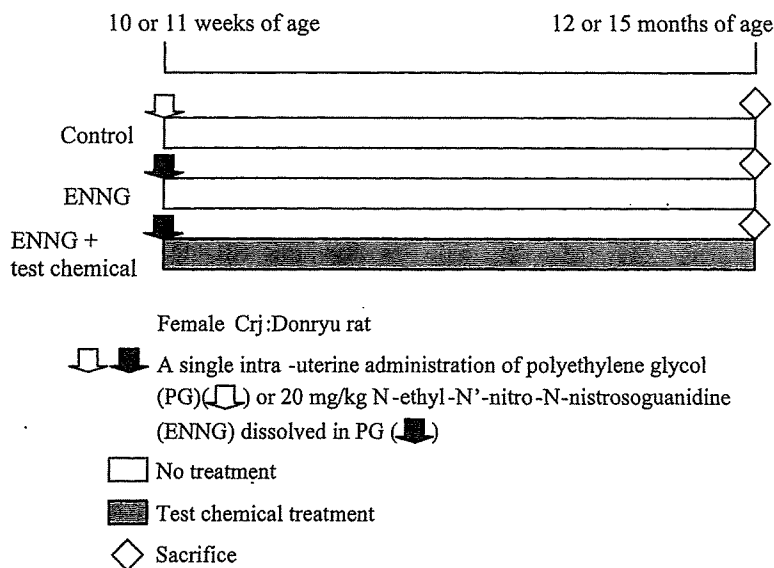 10 or 11 weeks of age
12 or 15 months of age
Control
ENNG
ENNG +
test chemical
Female Crj:Donryu rat
A single intra -uterine administration of polyethylene glycol
(PG)( ) or 20 mg/kg N-ethyl-N'-nitro-N-nistrosoguanidine
(ENNG) dissolved in PG ( )
No treatment
Test chemical treatment
Sacrifice